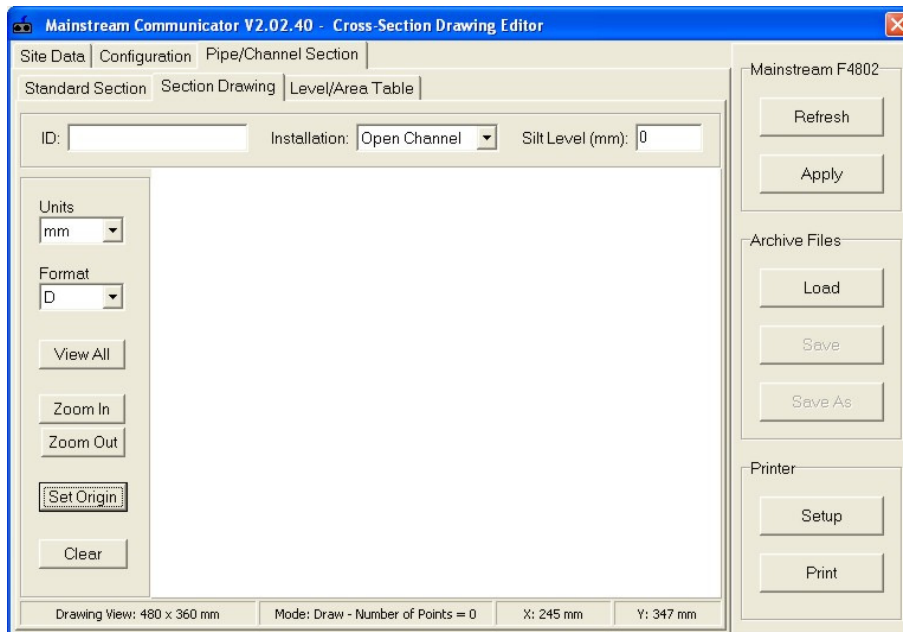 Mainstream Communicator V2.02.40 - Cross-Section Drawing Editor
Site Data Configuration Pipe/Channel Section
Standard Section Section Drawing Level/Area Table
ID: Installation: Open Channel Silt Level (mm): 0
Units
mm
Format
D
View All
Zoom In
Zoom Out
Set Origin
Clear
Drawing View: 480 x 360 mm Mode: Draw - Number of Points = 0 X: 245 mm Y: 347 mm
Mainstream F4802
Refresh
Apply
Archive Files
Load
Save
Save As
Printer
Setup
Print